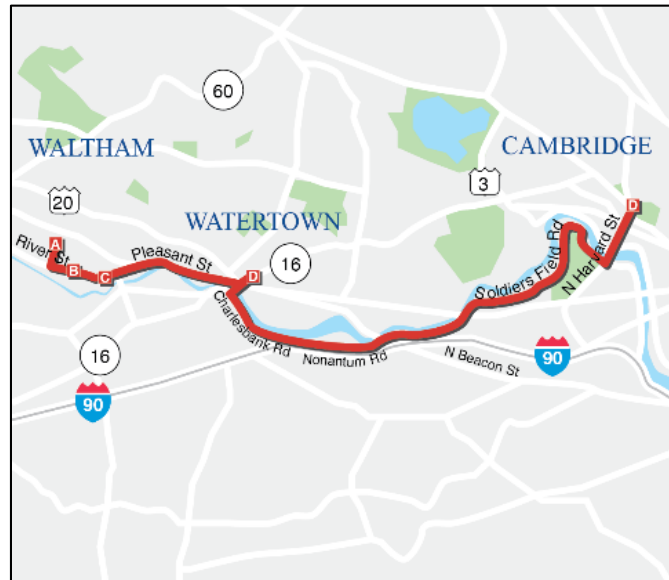 60
WALTHAM
CAMBRIDGE
3
20
D
WATERTOWN
A
River St
B
C
Pleasant St
D
16
Soldiers Field Rd
N Harvard St
Charlesbank Rd
Nonantum Rd
N Beacon St
90
16
90